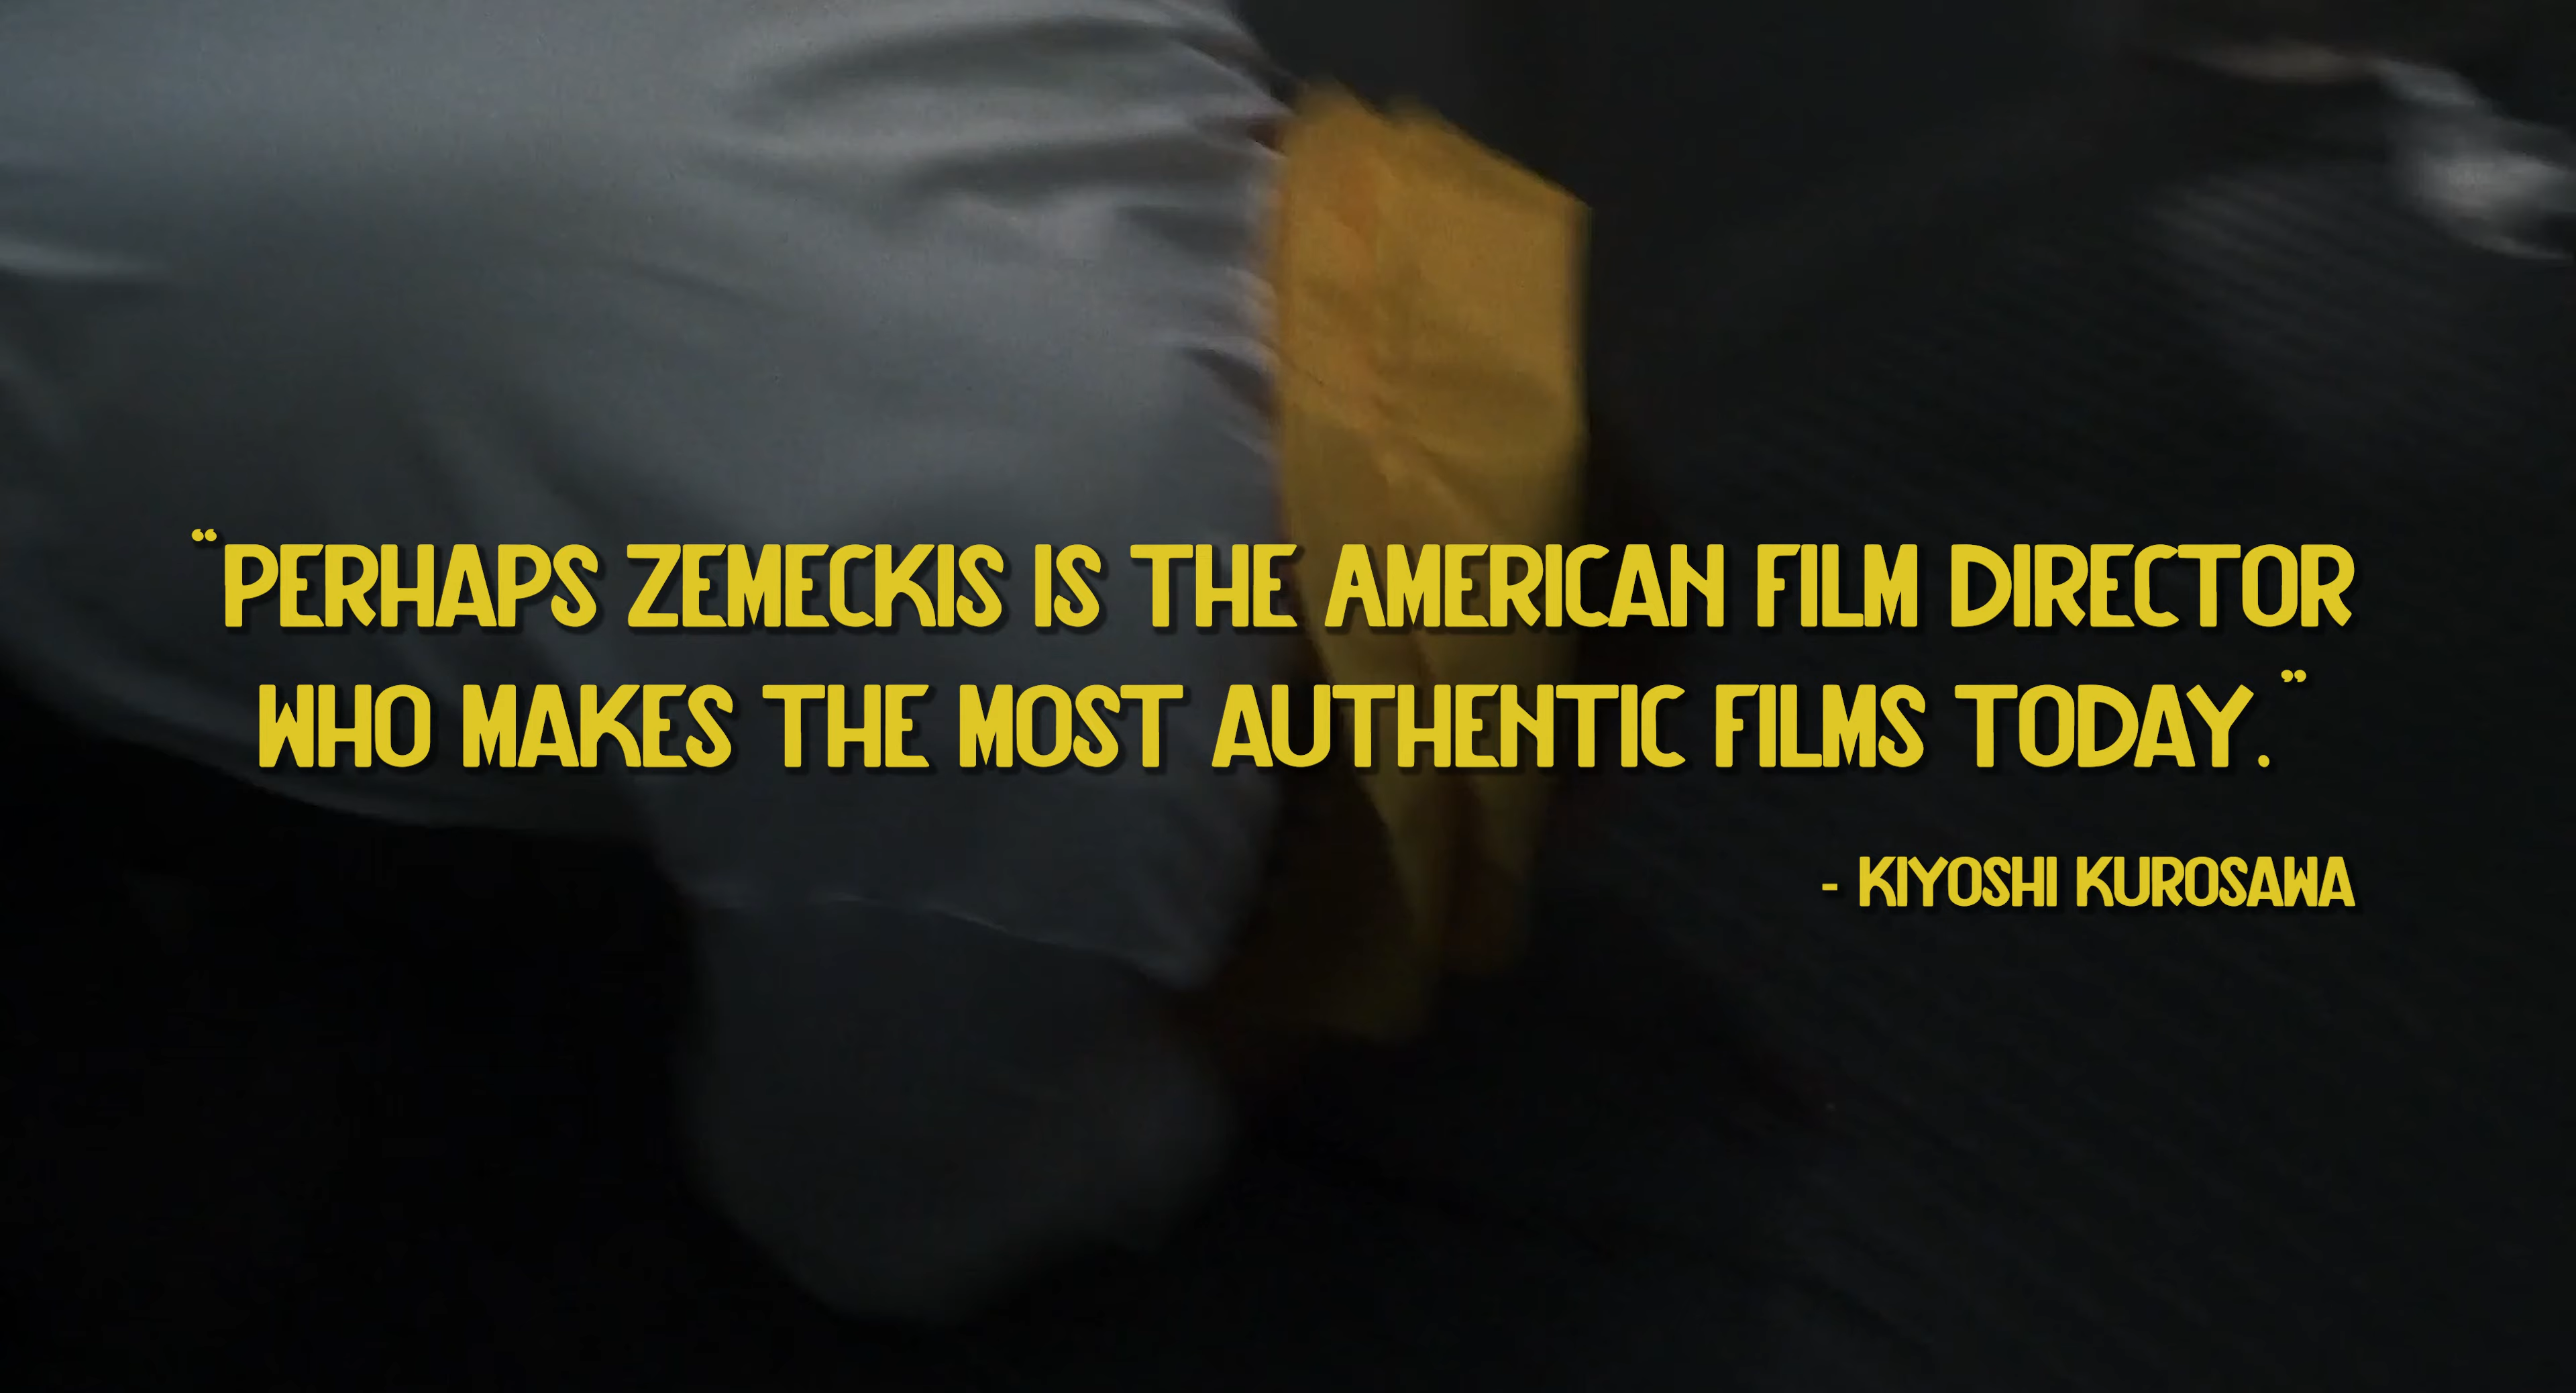 “PERHAPS ZEMECKIS IS THE AMERICAN FILM DIRECTOR
WHO MAKES THE MOST AUTHENTIC FILMS TODAY.”
- KIYOSHI KUROSAWA